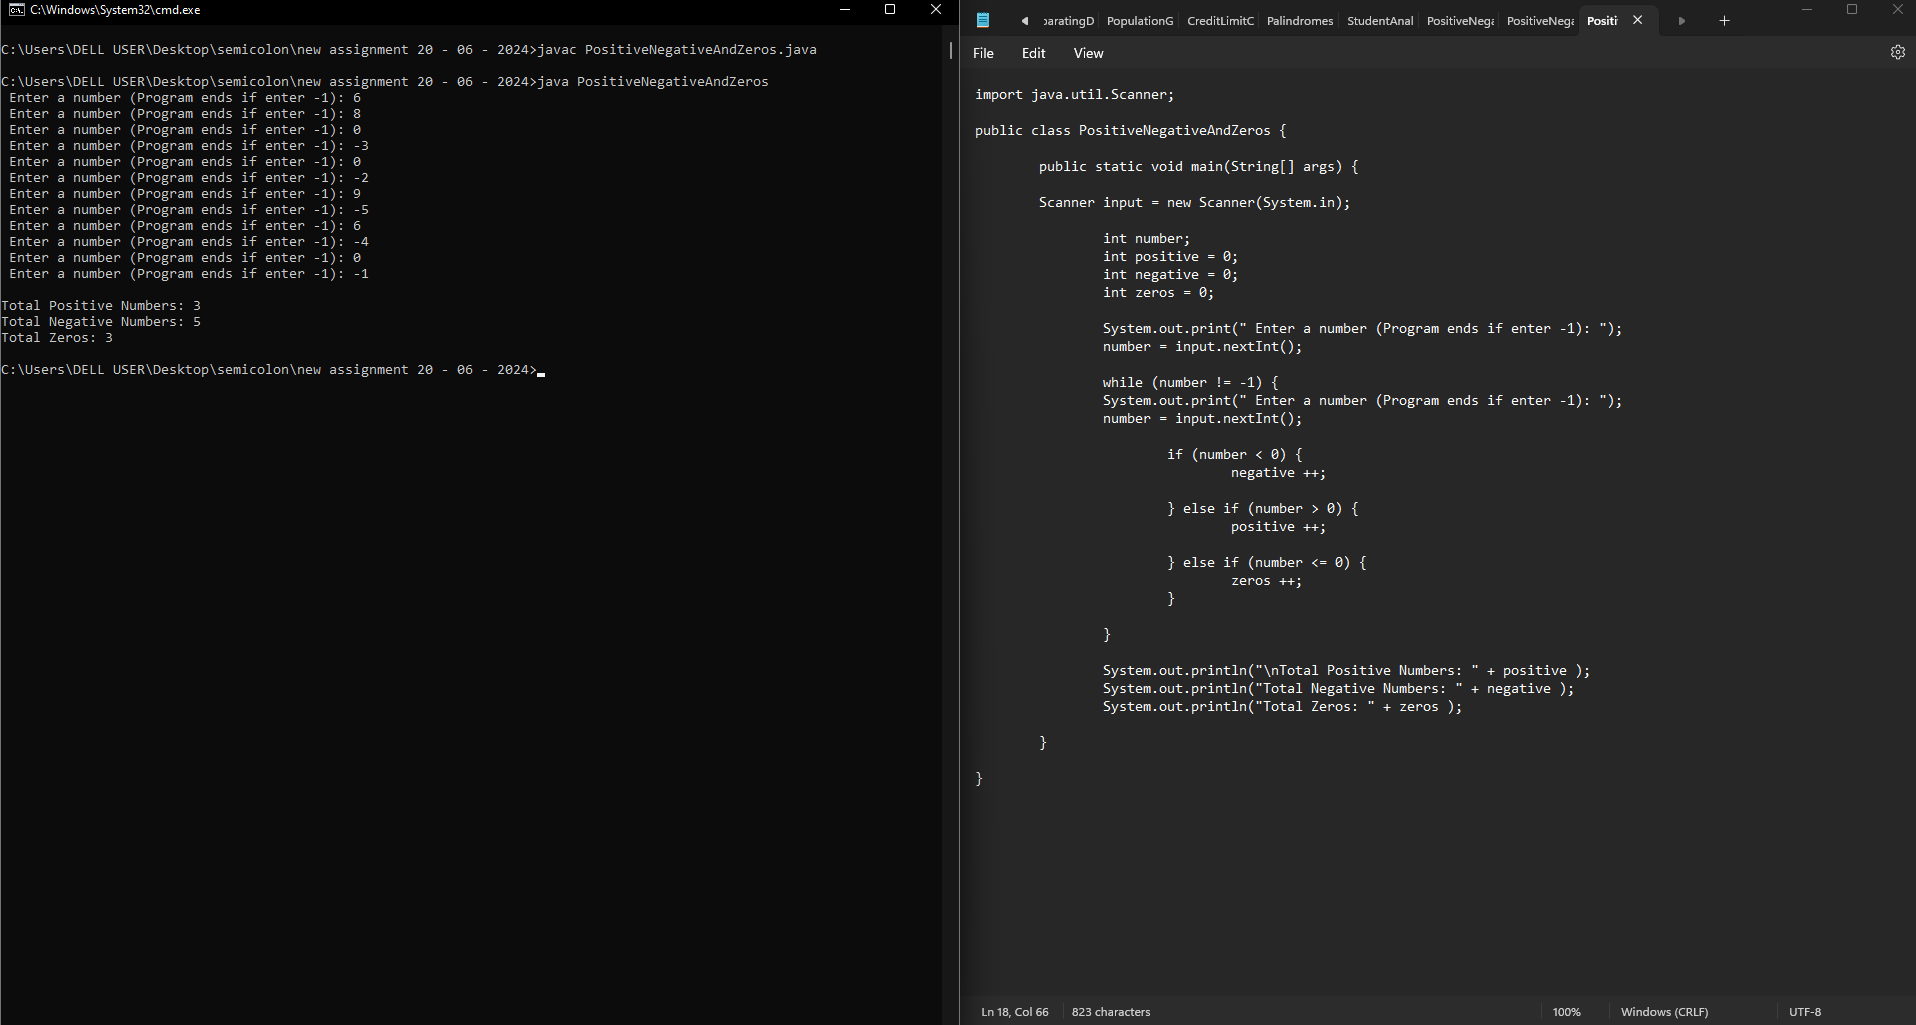 C:\Windows\System32\cmd.exe
C:\Users\DELL USER\Desktop\semicolon\new assignment 20 - 06 - 2024>javac PositiveNegativeAndZeros.java
C:\Users\DELL USER\Desktop\semicolon\new assignment 20 - 06 - 2024>java PositiveNegativeAndZeros
Enter a number (Program ends if enter -1): 6
Enter a number (Program ends if enter -1): 8
Enter a number (Program ends if enter -1): 0
Enter a number (Program ends if enter -1): -3
Enter a number (Program ends if enter -1): 0
Enter a number (Program ends if enter -1): -2
Enter a number (Program ends if enter -1): 9
Enter a number (Program ends if enter -1): -5
Enter a number (Program ends if enter -1): 6
Enter a number (Program ends if enter -1): -4
Enter a number (Program ends if enter -1): 0
Enter a number (Program ends if enter -1): -1
Total Positive Numbers: 3
Total Negative Numbers: 5
Total Zeros: 3
C:\Users\DELL USER\Desktop\semicolon\new assignment 20 - 06 - 2024>
paratingD PopulationG CreditLimitC Palindromes StudentAnal PositiveNega PositiveNega Positi
File Edit View
import java.util.Scanner;
public class PositiveNegativeAndZeros {
public static void main(String[] args) {
Scanner input = new Scanner(System.in);
int number;
int positive = 0;
int negative = 0;
int zeros = 0;
System.out.print(" Enter a number (Program ends if enter -1): ");
number = input.nextInt();
while (number != -1) {
System.out.print(" Enter a number (Program ends if enter -1): ");
number = input.nextInt();
if (number < 0) {
negative ++;
} else if (number > 0) {
positive ++;
} else if (number <= 0) {
zeros ++;
}
}
System.out.println("\nTotal Positive Numbers: " + positive );
System.out.println("Total Negative Numbers: " + negative );
System.out.println("Total Zeros: " + zeros );
}
}
Ln 18, Col 66 823 characters 100% Windows (CRLF) UTF-8